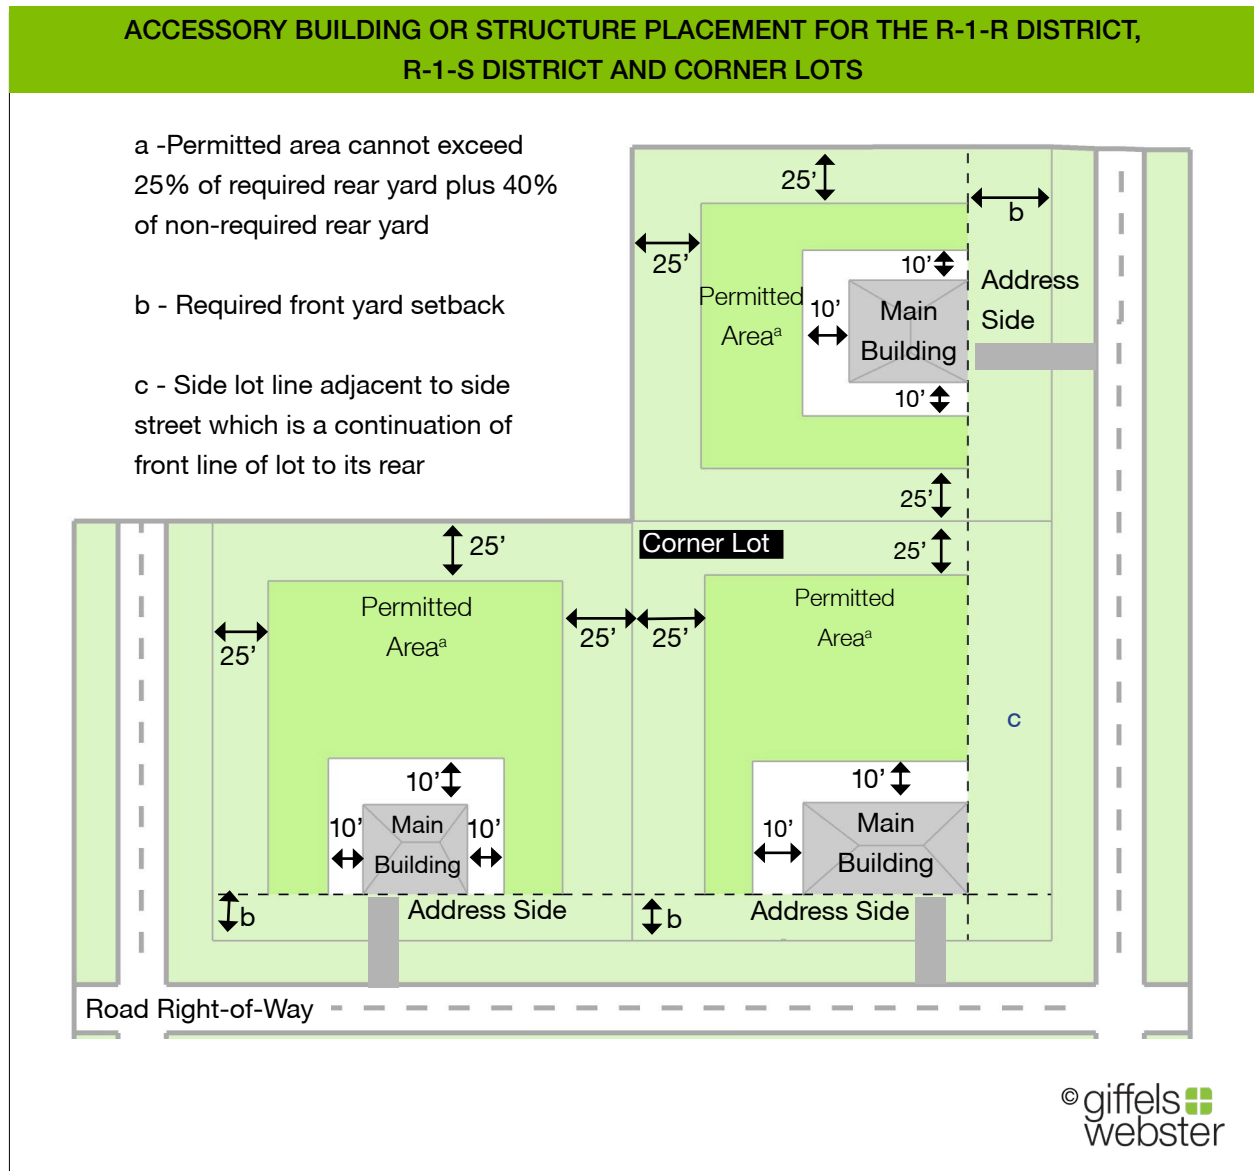 ACCESSORY BUILDING OR STRUCTURE PLACEMENT FOR THE R-1-R DISTRICT,
R-1-S DISTRICT AND CORNER LOTS
a -Permitted area cannot exceed
25% of required rear yard plus 40%
of non-required rear yard
b - Required front yard setback
c - Side lot line adjacent to side
street which is a continuation of
front line of lot to its rear
25'
b
25'
10'
Address
Side
Permitted
Areaᵃ
10'
Main
Building
10'
25'
Corner Lot
25'
25'
Permitted
Areaᵃ
Permitted
Areaᵃ
25'
25'
25'
c
10'
10'
10'
10'
10'
Main
Building
Main
Building
b
Address Side
b
Address Side
Road Right-of-Way
© giffels
webster